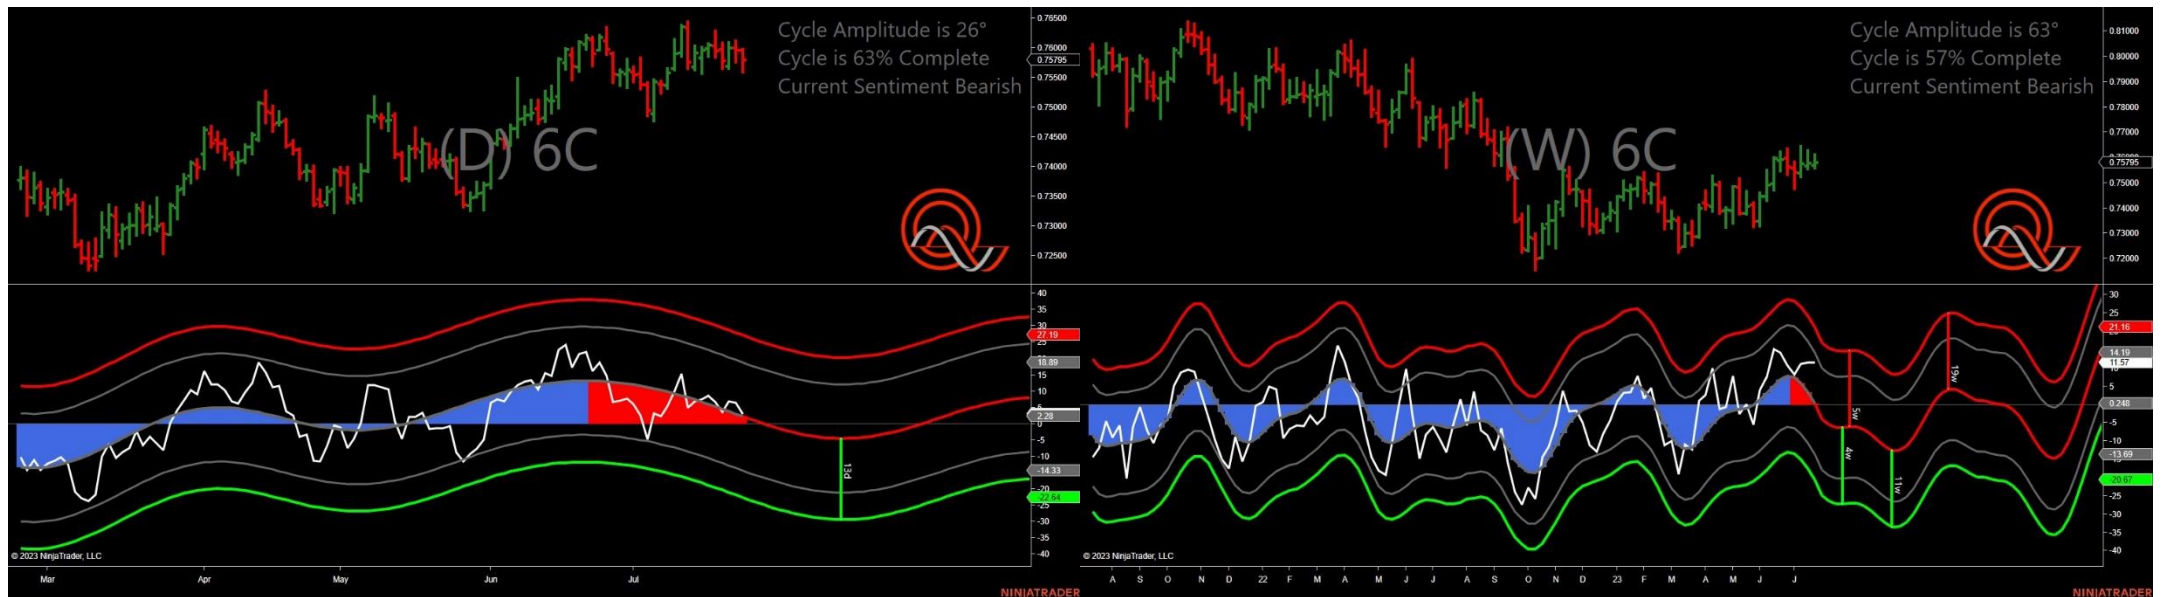 Cycle Amplitude is 26°
Cycle is 63% Complete
Current Sentiment Bearish
(D) 6C
0.76500
0.76000
0.75795
0.75500
0.75000
0.74500
0.74000
0.73500
0.73000
0.72500
40
35
30
27.19
25
18.89
15
10
5
2.28
0
-5
-10
-14.33
-20
-22.64
-25
-30
-35
-40
13d
© 2023 NinjaTrader, LLC
Mar Apr May Jun Jul
NINJATRADER
Cycle Amplitude is 63°
Cycle is 57% Complete
Current Sentiment Bearish
(W) 6C
0.81000
0.80000
0.79000
0.78000
0.77000
0.75795
0.75000
0.74000
0.73000
0.72000
30
25
21.16
14.19
11.57
5
0.248
-5
-10
-13.69
-20.67
-25
-30
-35
-40
5w
4w
11w
19w
© 2023 NinjaTrader, LLC
A S O N D 22 F M A M J J A S O N D 23 F M A M J J
NINJATRADER